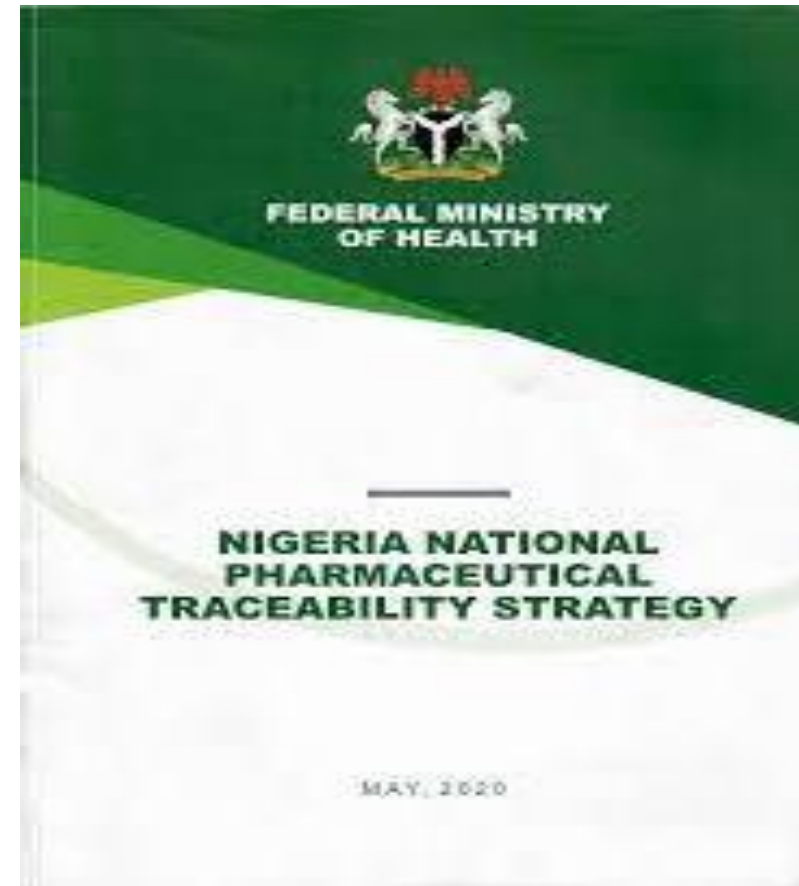 FEDERAL MINISTRY
OF HEALTH
NIGERIA NATIONAL
PHARMACEUTICAL
TRACEABILITY STRATEGY
MAY, 2020